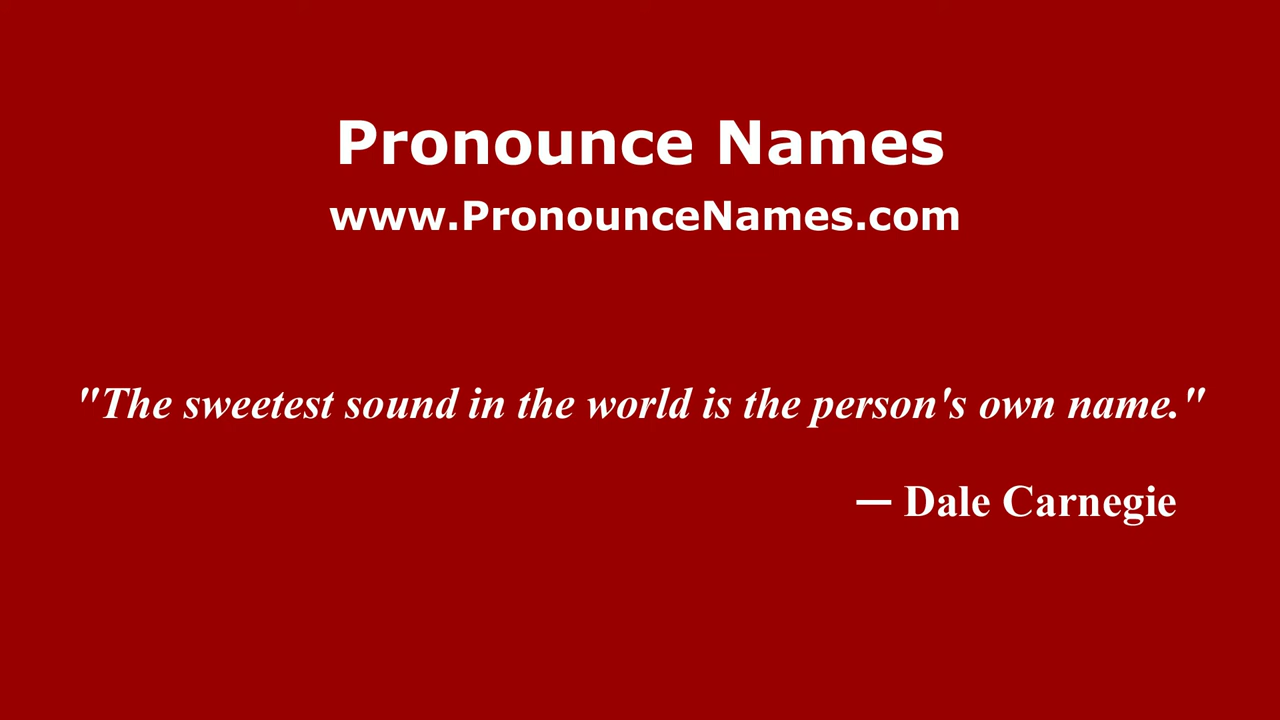 Pronounce Names
www.PronounceNames.com
"The sweetest sound in the world is the person's own name."
— Dale Carnegie